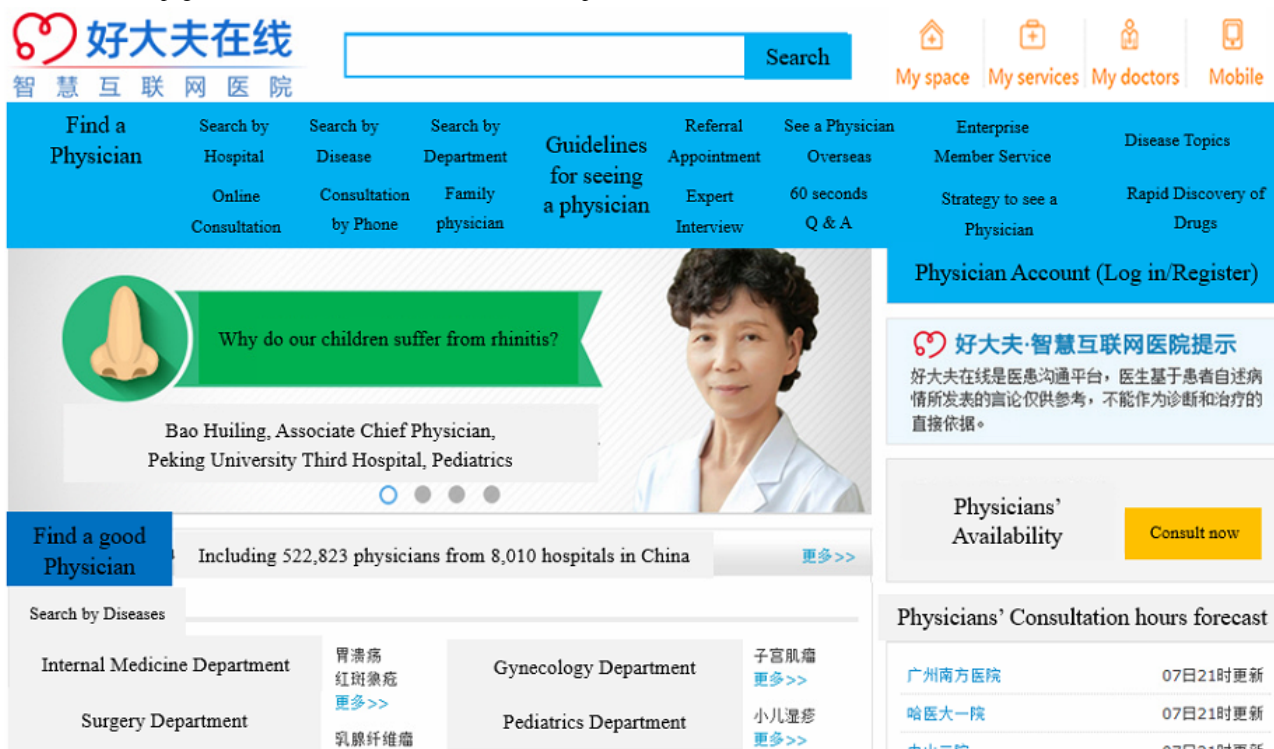 好大夫在线
智慧互联网医院
Search
My space
My services
My doctors
Mobile
Find a
Physician
Search by
Hospital
Search by
Disease
Search by
Department
Online
Consultation
Consultation
by Phone
Family
physician
Guidelines
for seeing
a physician
Referral
Appointment
See a Physician
Overseas
Expert
Interview
60 seconds
Q & A
Enterprise
Member Service
Disease Topics
Strategy to see a
Physician
Rapid Discovery of
Drugs
Physician Account (Log in/Register)
Why do our children suffer from rhinitis?
Bao Huiling, Associate Chief Physician,
Peking University Third Hospital, Pediatrics
好大夫·智慧互联网医院提示
好大夫在线是医患沟通平台，医生基于患者自述病
情所发表的言论仅供参考，不能作为诊断和治疗的
直接依据。
Physicians’
Availability
Consult now
Find a good
Physician
Including 522,823 physicians from 8,010 hospitals in China
更多>>
Search by Diseases
Internal Medicine Department
胃溃疡
红斑狼疮
更多>>
Gynecology Department
子宫肌瘤
更多>>
Surgery Department
乳腺纤维瘤
Pediatrics Department
小儿湿疹
更多>>
Physicians’ Consultation hours forecast
广州南方医院 07日21时更新
哈医大一院 07日21时更新